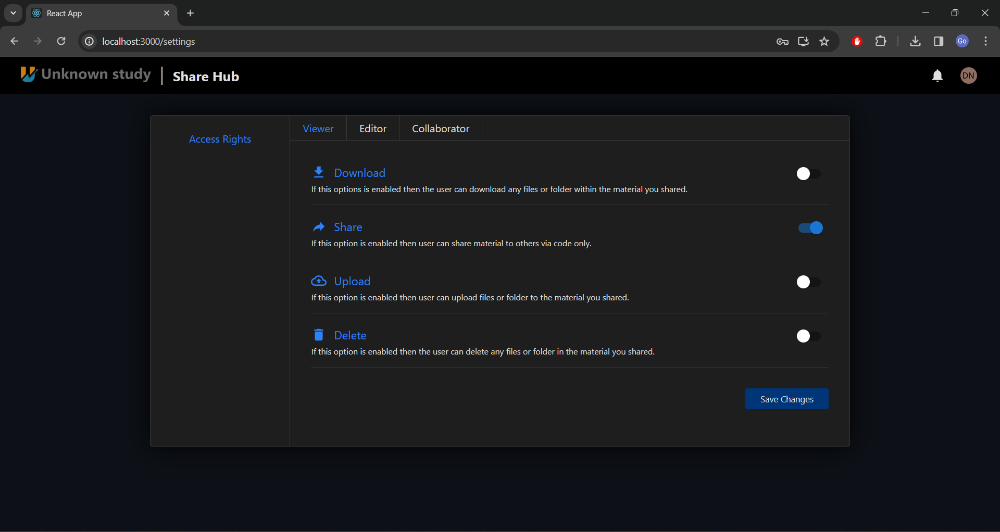 React App
localhost:3000/settings
Go
Unknown study
Share Hub
DN
Access Rights
Viewer
Editor
Collaborator
Download
If this options is enabled then the user can download any files or folder within the material you shared.
Share
If this option is enabled then user can share material to others via code only.
Upload
If this option is enabled then user can upload files or folder to the material you shared.
Delete
If this option is enabled then the user can delete any files or folder in the material you shared.
Save Changes